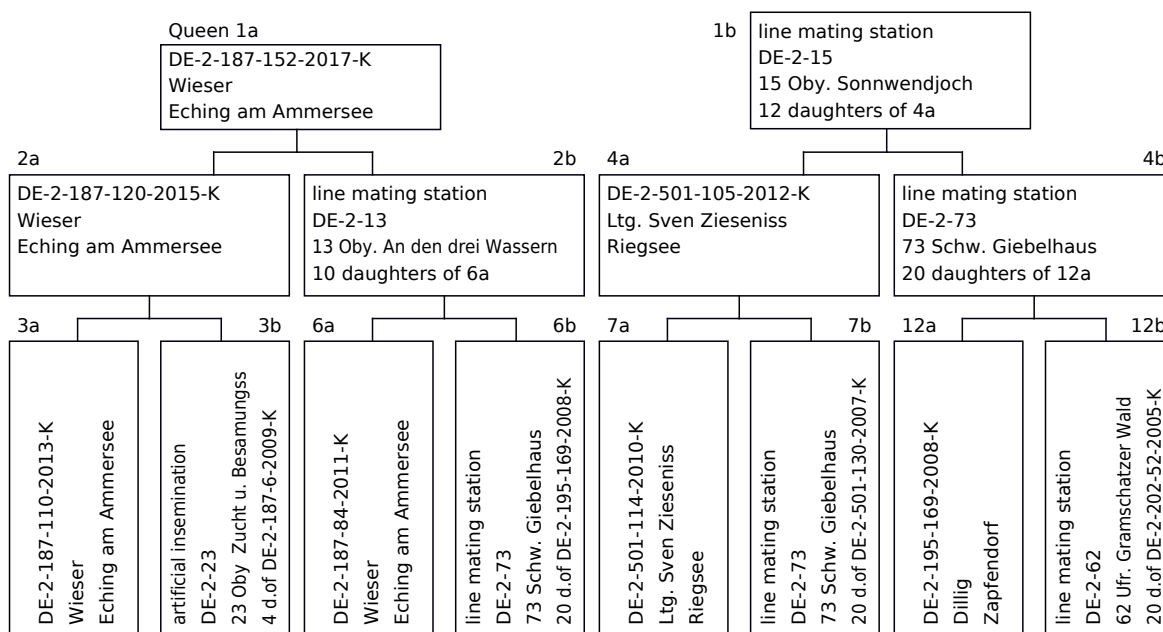 Queen 1a
DE-2-187-152-2017-K
Wieser
Eching am Ammersee
1b
line mating station
DE-2-15
15 Oby. Sonnwendjoch
12 daughters of 4a
2a
DE-2-187-120-2015-K
Wieser
Eching am Ammersee
2b
line mating station
DE-2-13
13 Oby. An den drei Wassern
10 daughters of 6a
4a
DE-2-501-105-2012-K
Ltg. Sven Zieseniss
Riegsee
4b
line mating station
DE-2-73
73 Schw. Giebelhaus
20 daughters of 12a
3a
DE-2-187-110-2013-K
Wieser
Eching am Ammersee
3b
artificial insemination
DE-2-23
23 Oby Zucht u. Besamungss
4 d.of DE-2-187-6-2009-K
6a
DE-2-187-84-2011-K
Wieser
Eching am Ammersee
6b
line mating station
DE-2-73
73 Schw. Giebelhaus
20 d.of DE-2-195-169-2008-K
7a
DE-2-501-114-2010-K
Ltg. Sven Zieseniss
Riegsee
7b
line mating station
DE-2-73
73 Schw. Giebelhaus
20 d.of DE-2-501-130-2007-K
12a
DE-2-195-169-2008-K
Dillig
Zapfendorf
12b
line mating station
DE-2-62
62 Ufr. Gramschatzer Wald
20 d.of DE-2-202-52-2005-K